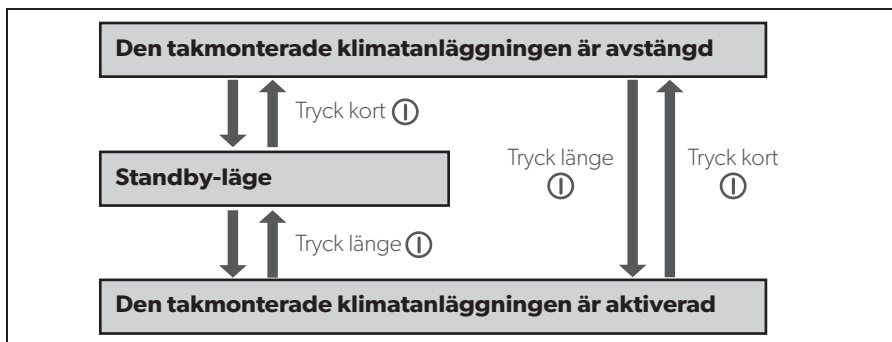 Den takmonterade klimatanläggningen är avstängd
Tryck kort
Standby-läge
Tryck länge
Tryck kort
Tryck länge
Den takmonterade klimatanläggningen är aktiverad